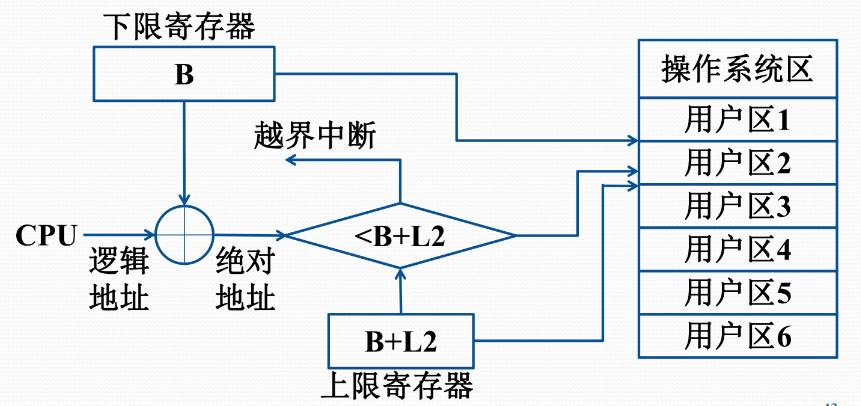 下限寄存器
B
操作系统区
用户区1
越界中断
用户区2
用户区3
CPU
<B+L2
逻辑
地址
绝对
地址
用户区4
用户区5
B+L2
用户区6
上限寄存器